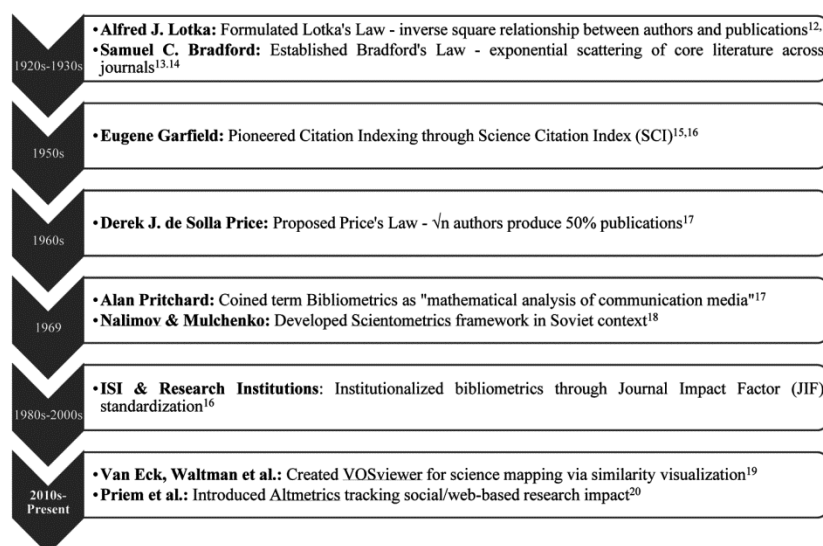 1920s-1930s
• Alfred J. Lotka: Formulated Lotka's Law - inverse square relationship between authors and publications¹²,
• Samuel C. Bradford: Established Bradford's Law - exponential scattering of core literature across
journals¹³,¹⁴
1950s
• Eugene Garfield: Pioneered Citation Indexing through Science Citation Index (SCI)¹⁵,¹⁶
1960s
• Derek J. de Solla Price: Proposed Price's Law - √n authors produce 50% publications¹⁷
1969
• Alan Pritchard: Coined term Bibliometrics as "mathematical analysis of communication media"¹⁷
• Nalimov & Mulchenko: Developed Scientometrics framework in Soviet context¹⁸
1980s-2000s
• ISI & Research Institutions: Institutionalized bibliometrics through Journal Impact Factor (JIF)
standardization¹⁶
2010s-
Present
• Van Eck, Waltman et al.: Created VOSviewer for science mapping via similarity visualization¹⁹
• Priem et al.: Introduced Altmetrics tracking social/web-based research impact²⁰